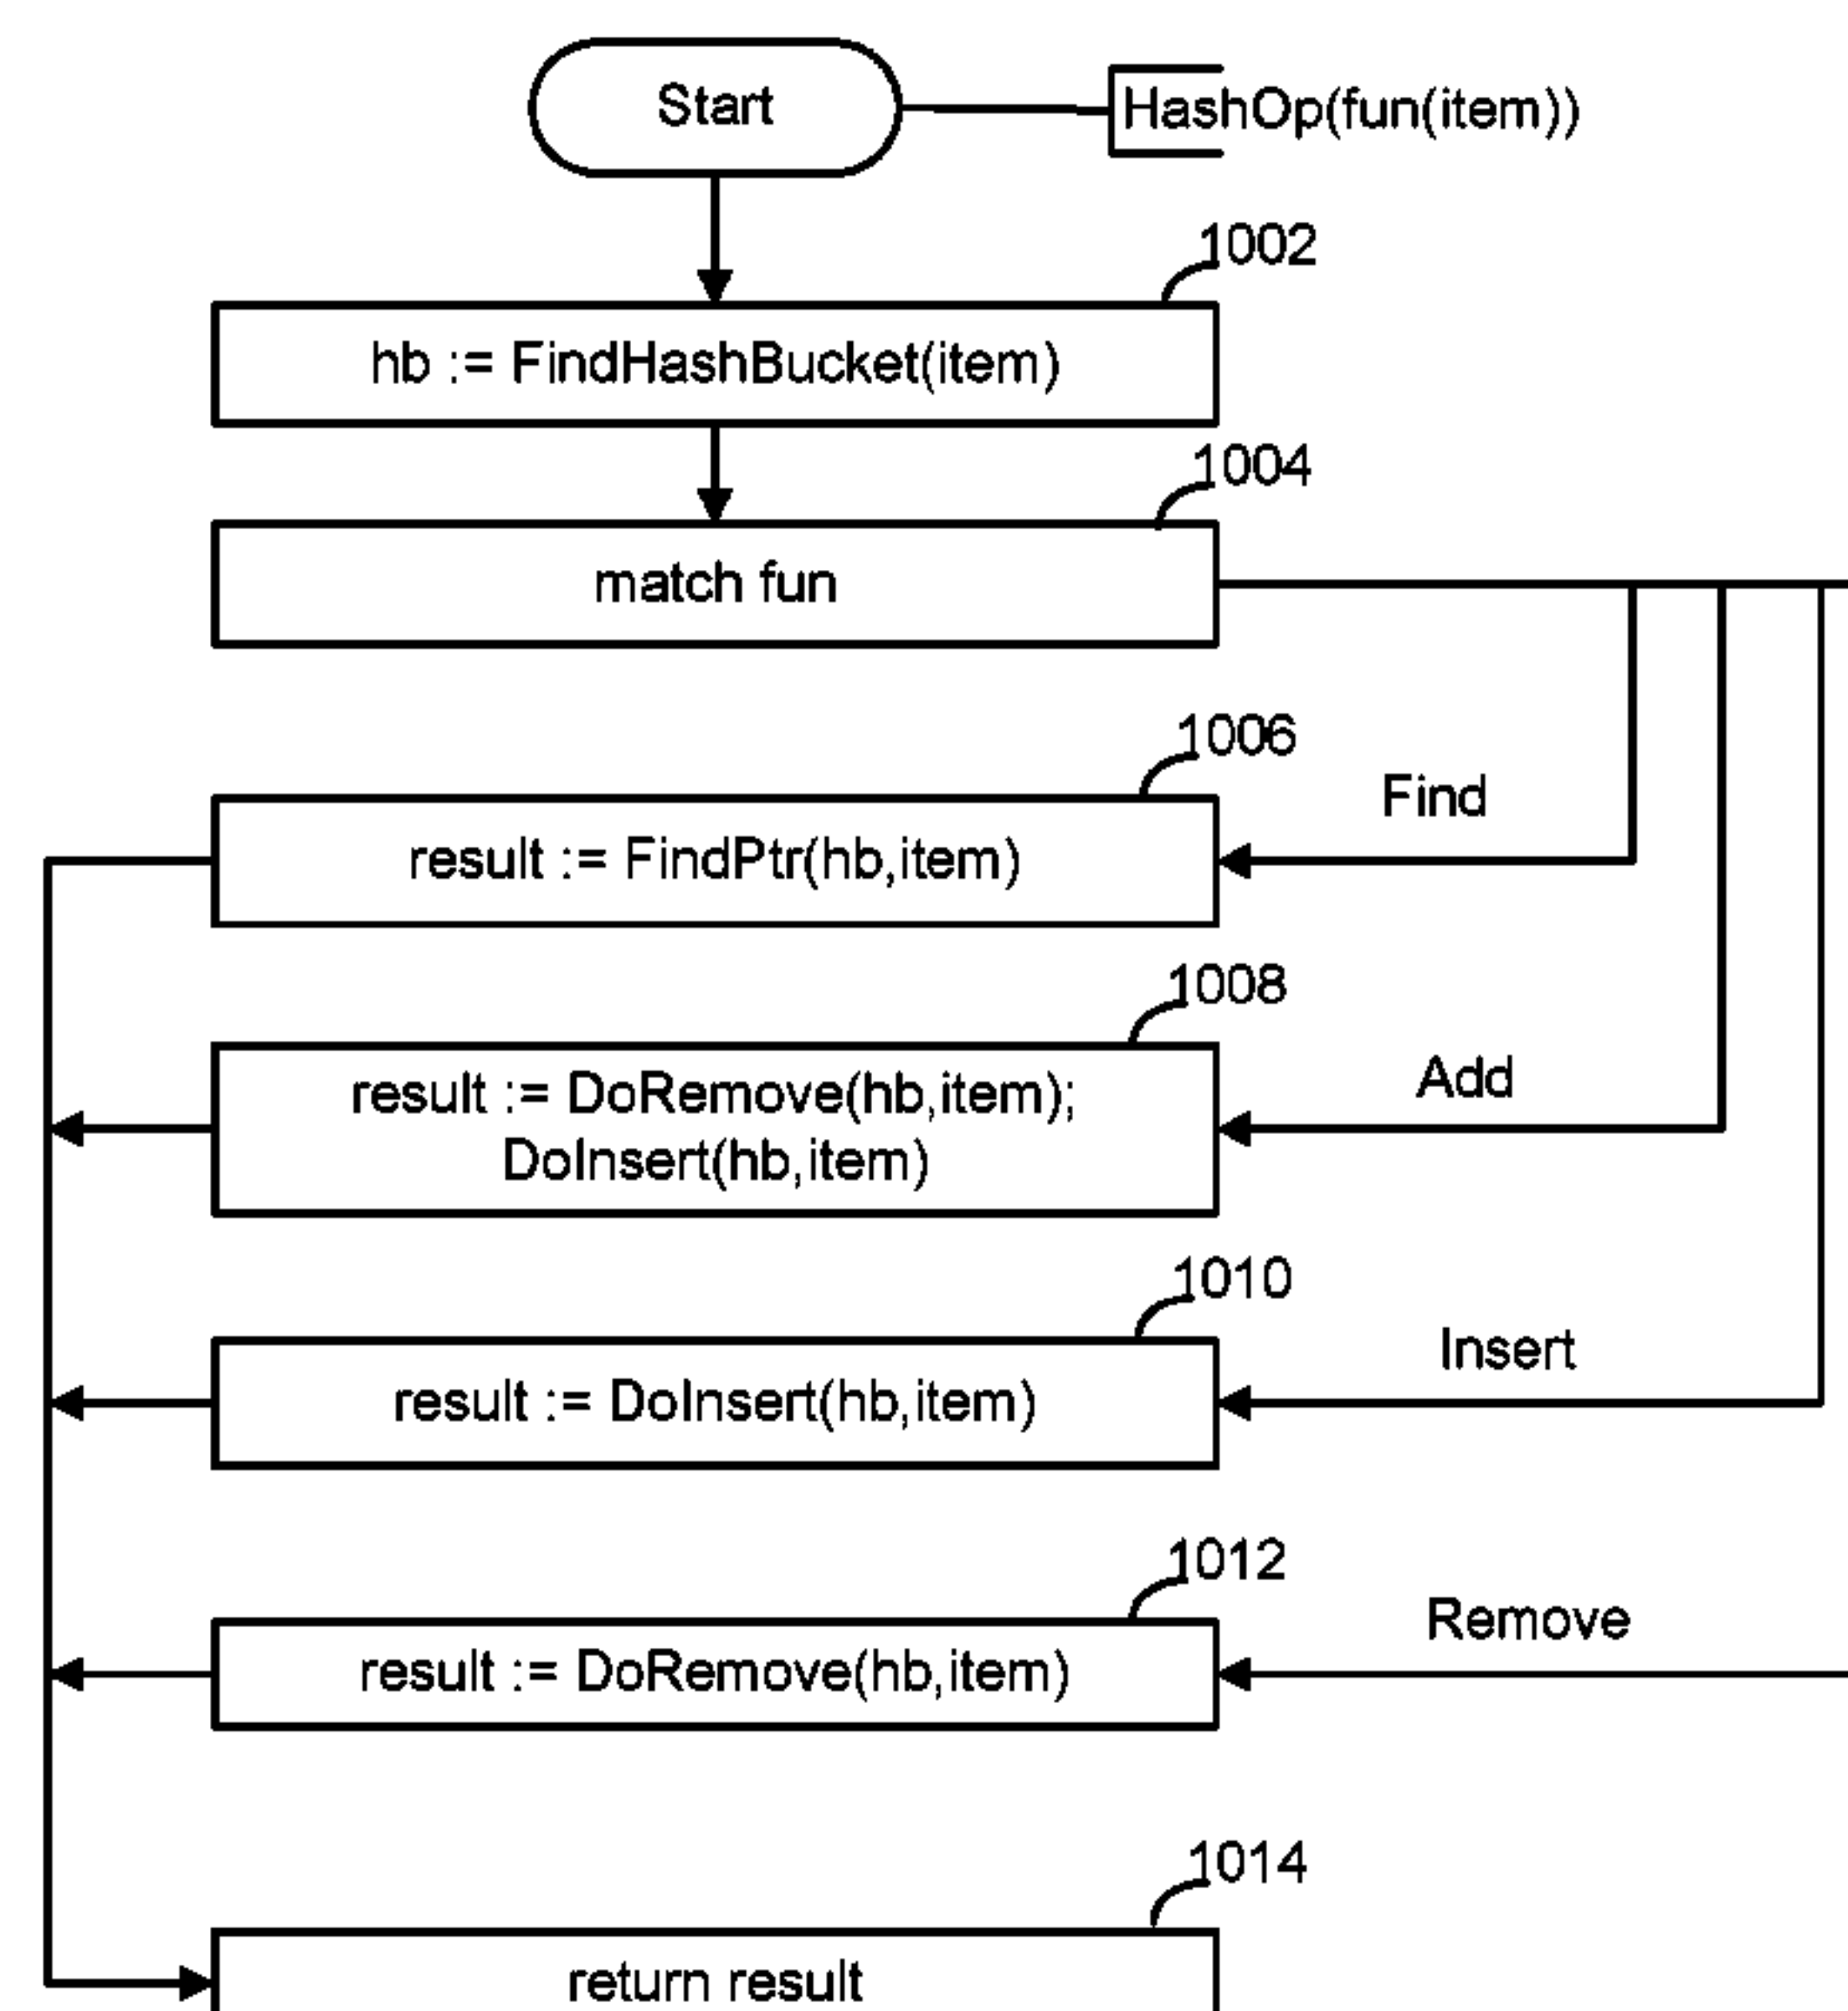 Start
HashOp(fun(item))
1002
hb := FindHashBucket(item)
1004
match fun
1006
Find
result := FindPtr(hb,item)
1008
Add
result := DoRemove(hb,item);
DoInsert(hb,item)
1010
Insert
result := DoInsert(hb,item)
1012
Remove
result := DoRemove(hb,item)
1014
return result